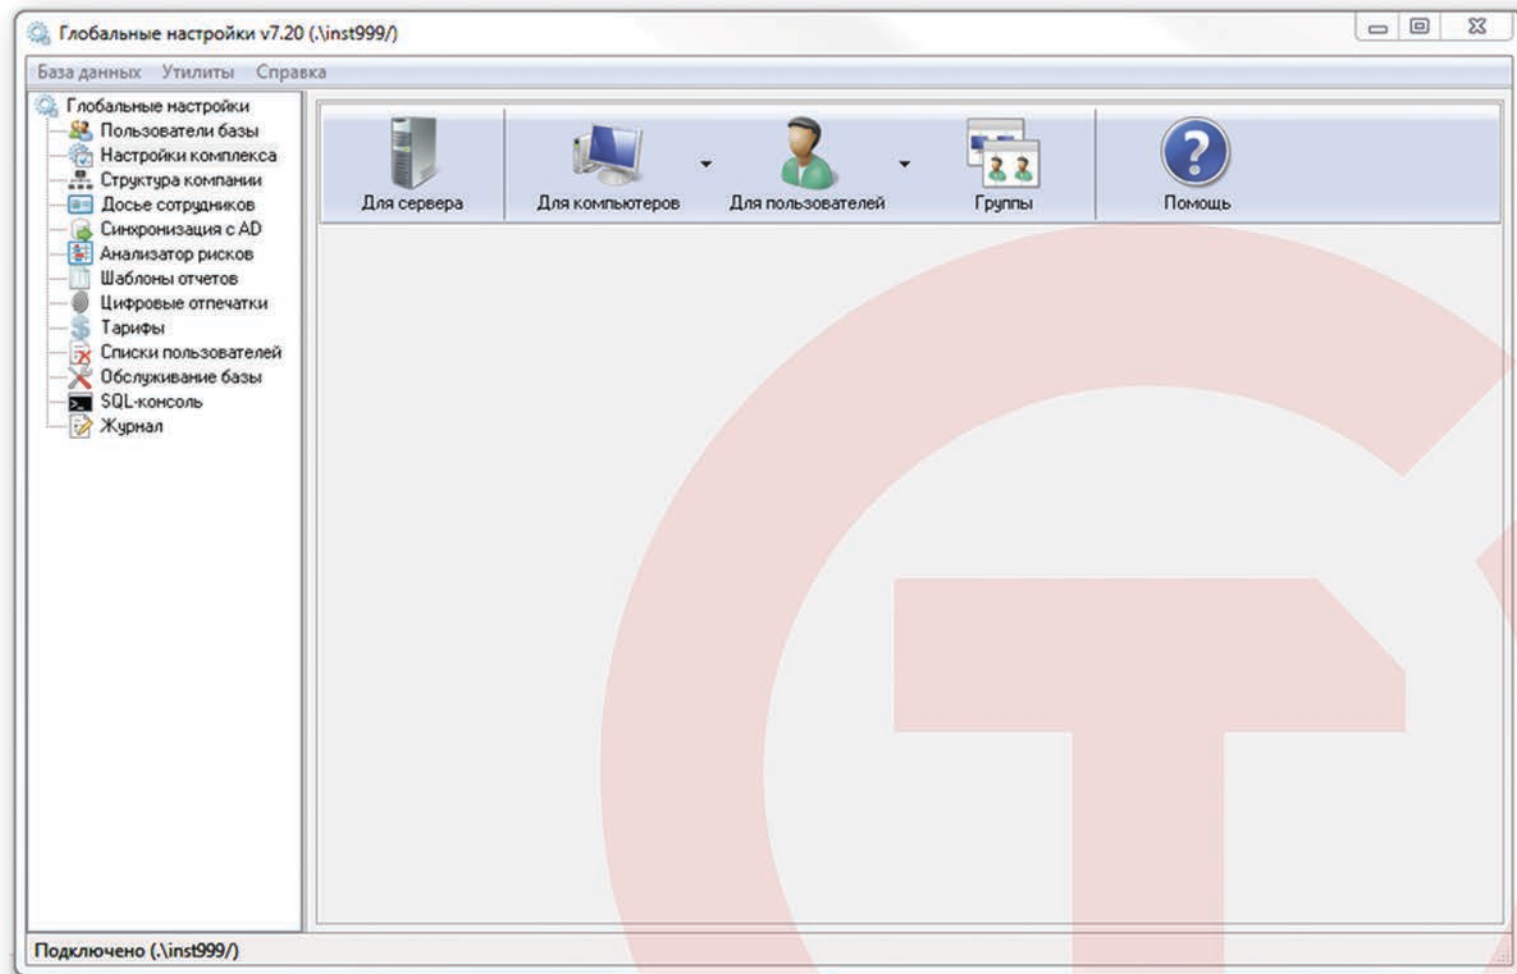 Глобальные настройки v7.20 (.\inst999/)
База данных Утилиты Справка
Глобальные настройки
Пользователи базы
Настройки комплекса
Структура компании
Досье сотрудников
Синхронизация с AD
Анализатор рисков
Шаблоны отчетов
Цифровые отпечатки
Тарифы
Списки пользователей
Обслуживание базы
SQL-консоль
Журнал
Для сервера
Для компьютеров
Для пользователей
Группы
Помощь
Подключено (.\inst999/)